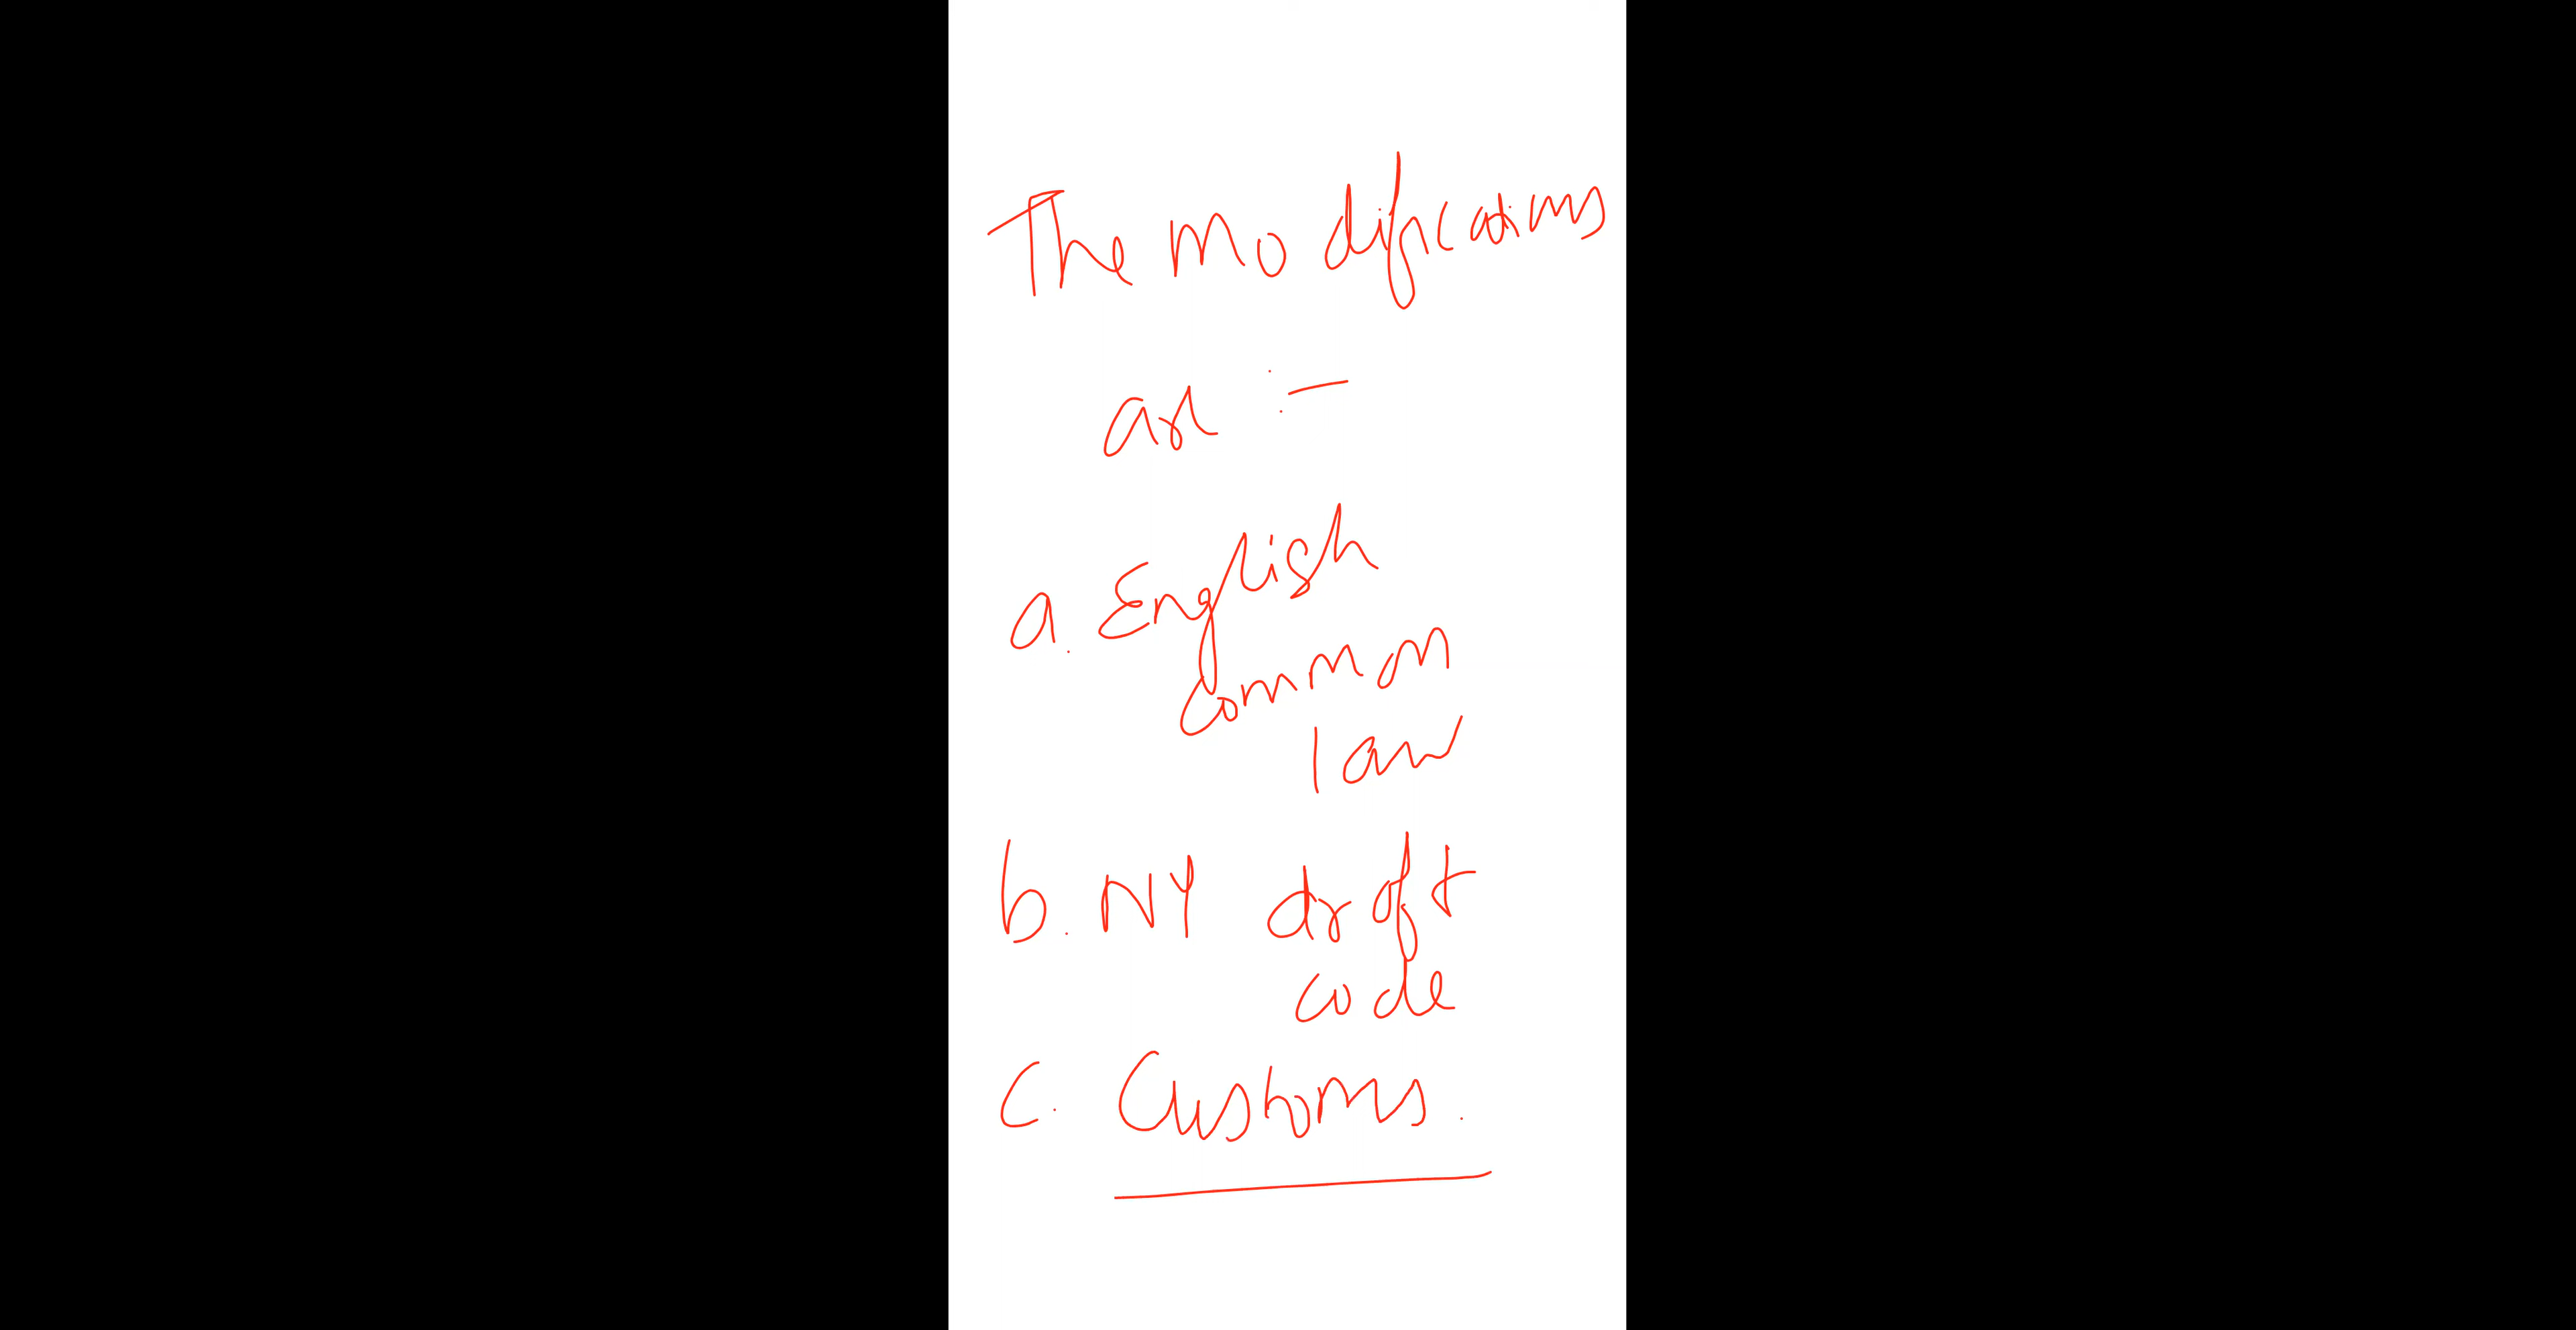 The Modifications
are :-
a. English
Common
law
b. NY draft
code
c. Customs.